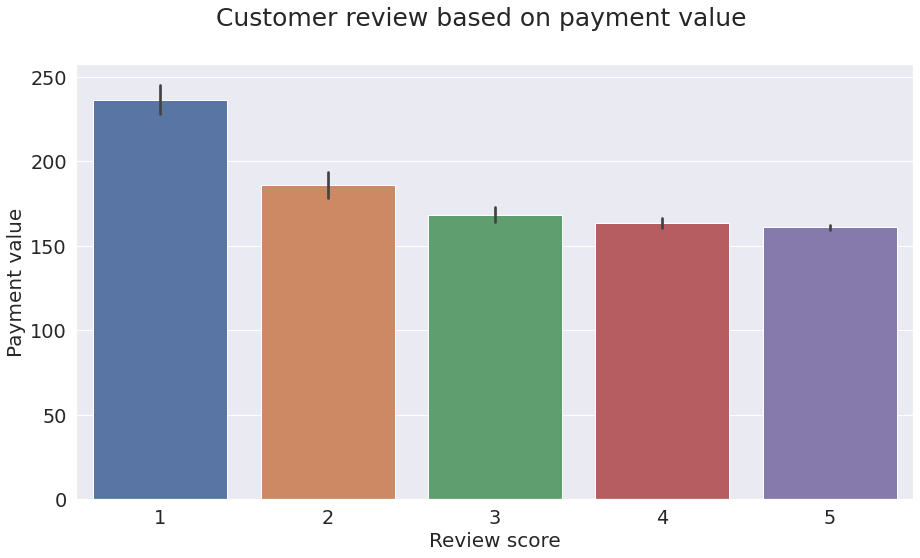 Customer review based on payment value
250
200
150
100
50
0
Payment value
1 2 3 4 5
Review score